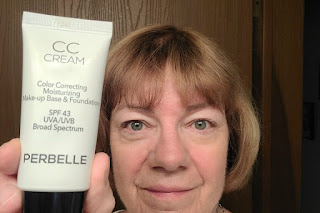 CC
CREAM
Color Correcting
Moisturizing
Make-up Base & Foundation
SPF 43
UVA/UVB
Broad Spectrum
PERBELLE